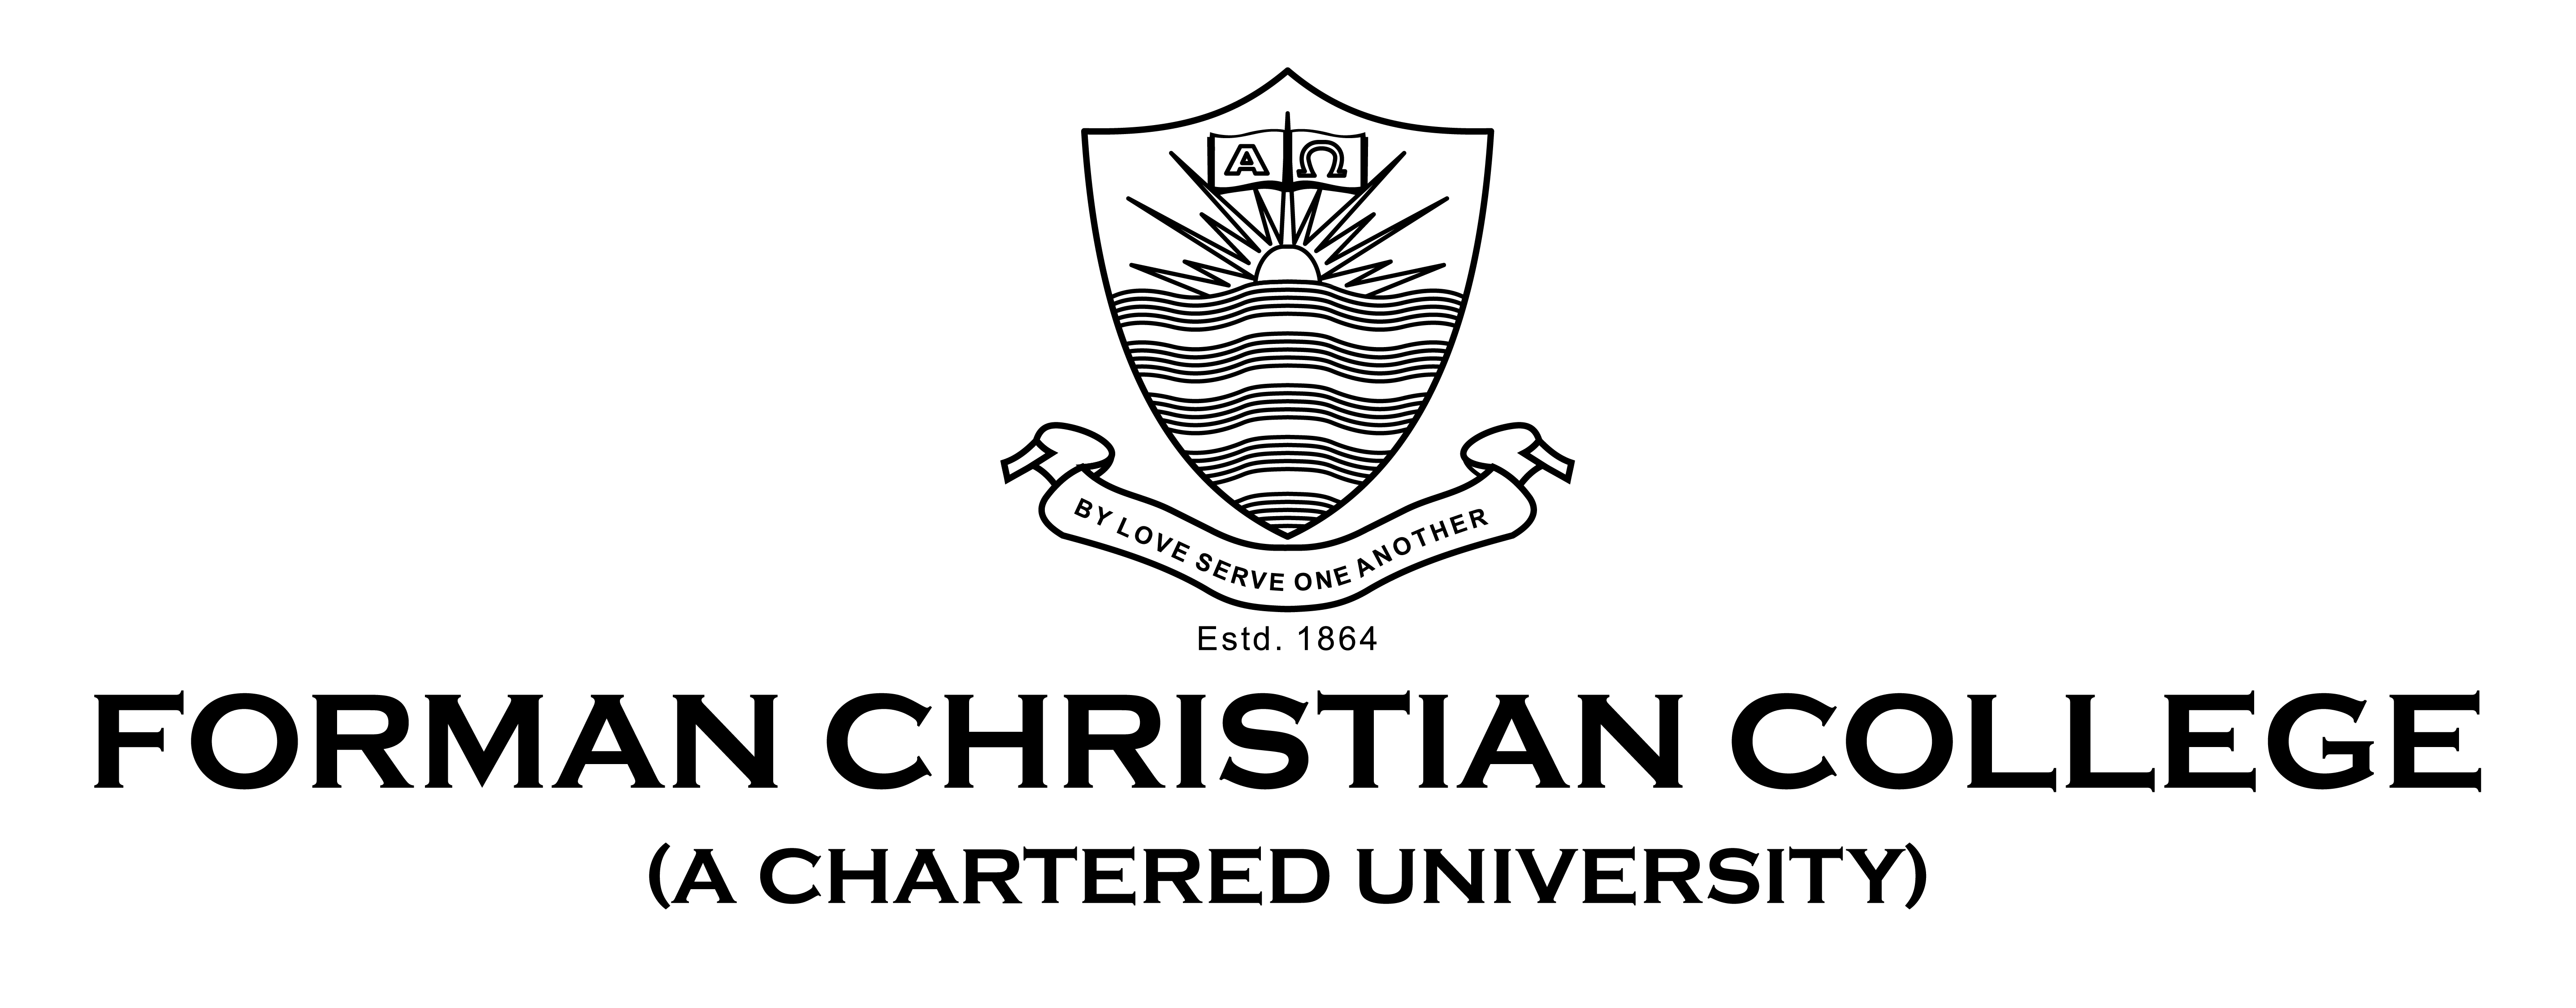 Α Ω
BY LOVE SERVE ONE ANOTHER
Estd. 1864
FORMAN CHRISTIAN COLLEGE
(A CHARTERED UNIVERSITY)